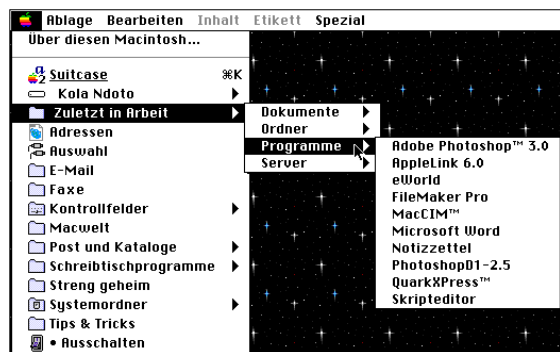 Ablage Bearbeiten Inhalt Etikett Spezial
Über diesen Macintosh...
Suitcase ⌘K
Kola Ndoto
Zuletzt in Arbeit
Adressen
Auswahl
E-Mail
Faxe
Kontrollfelder
Macwelt
Post und Kataloge
Schreibtischprogramme
Streng geheim
Systemordner
Tips & Tricks
• Ausschalten
Dokumente
Ordner
Programme
Server
Adobe Photoshop™ 3.0
AppleLink 6.0
eWorld
FileMaker Pro
MacCIM™
Microsoft Word
Notizzettel
PhotoshopD1-2.5
QuarkXPress™
Skripteditor